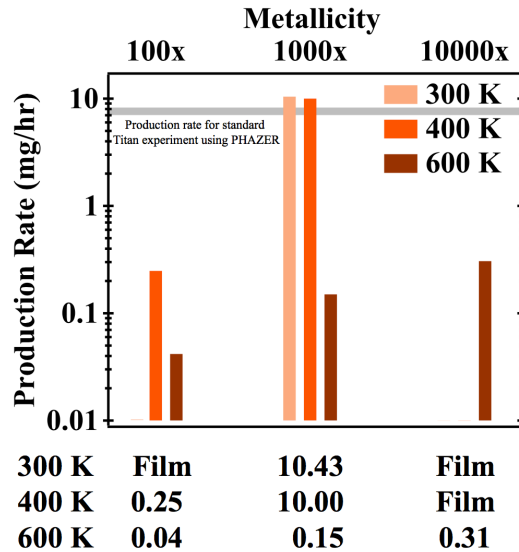 Metallicity
100x 1000x 10000x
300 K
400 K
600 K
Production rate for standard
Titan experiment using PHAZER
Production Rate (mg/hr)
10
1
0.1
0.01
300 K Film 10.43 Film
400 K 0.25 10.00 Film
600 K 0.04 0.15 0.31